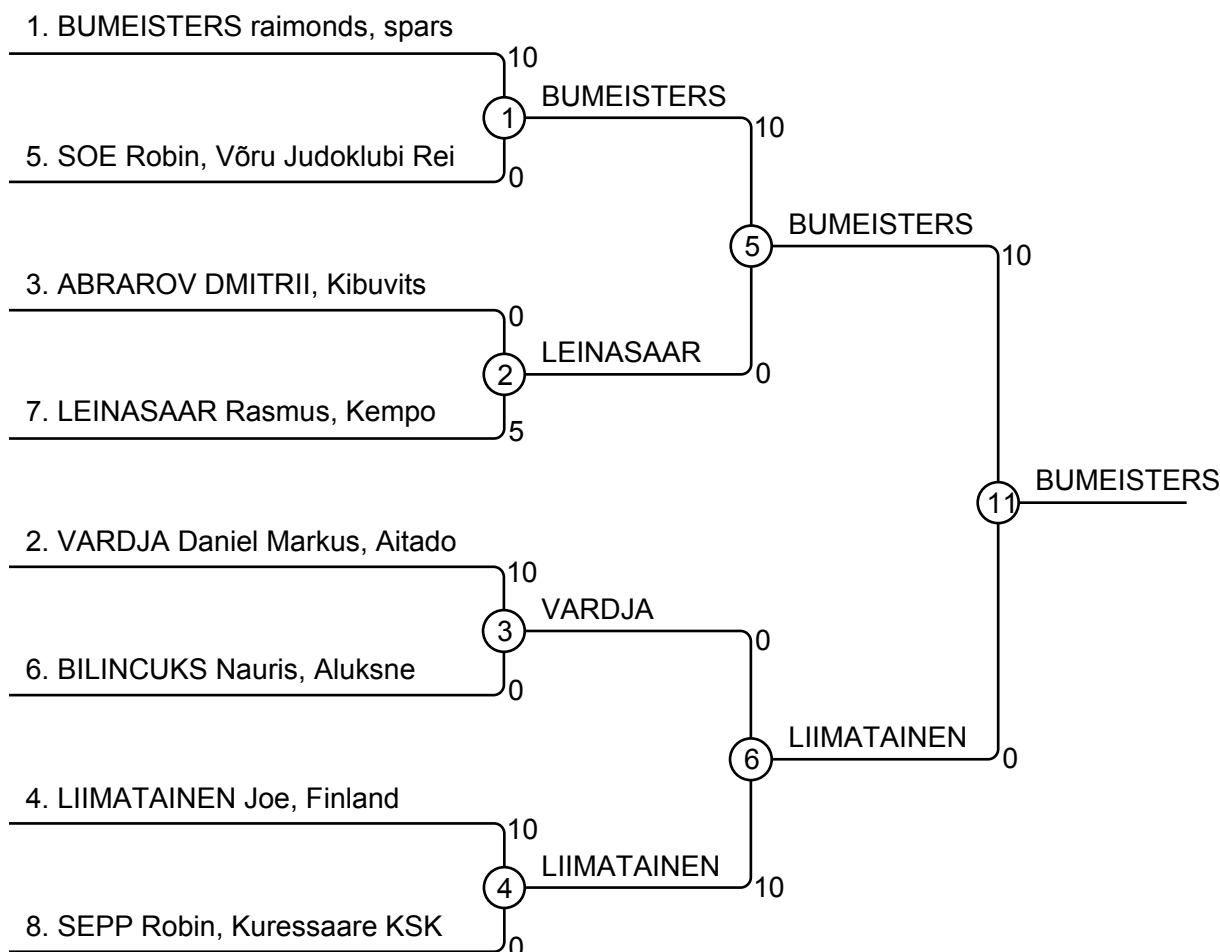 1. BUMEISTERS raimonds, spars
10
BUMEISTERS
1
10
5. SOE Robin, Võru Judoklubi Rei
0
BUMEISTERS
5
10
3. ABRAROV DMITRII, Kibuvits
0
LEINASAAR
2
0
7. LEINASAAR Rasmus, Kempo
5
BUMEISTERS
11
2. VARDJA Daniel Markus, Aitado
10
VARDJA
3
0
6. BILINCUKS Nauris, Aluksne
0
LIIMATAINEN
6
0
4. LIIMATAINEN Joe, Finland
10
LIIMATAINEN
4
10
8. SEPP Robin, Kuressaare KSK
0